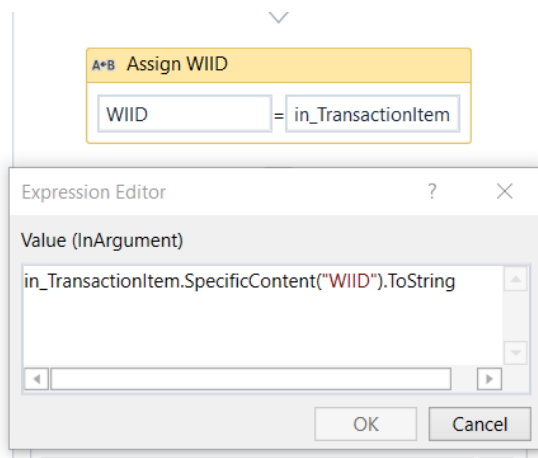 A+B Assign WIID
WIID = in_TransactionItem
Expression Editor ?
Value (InArgument)
in_TransactionItem.SpecificContent("WIID").ToString
OK Cancel